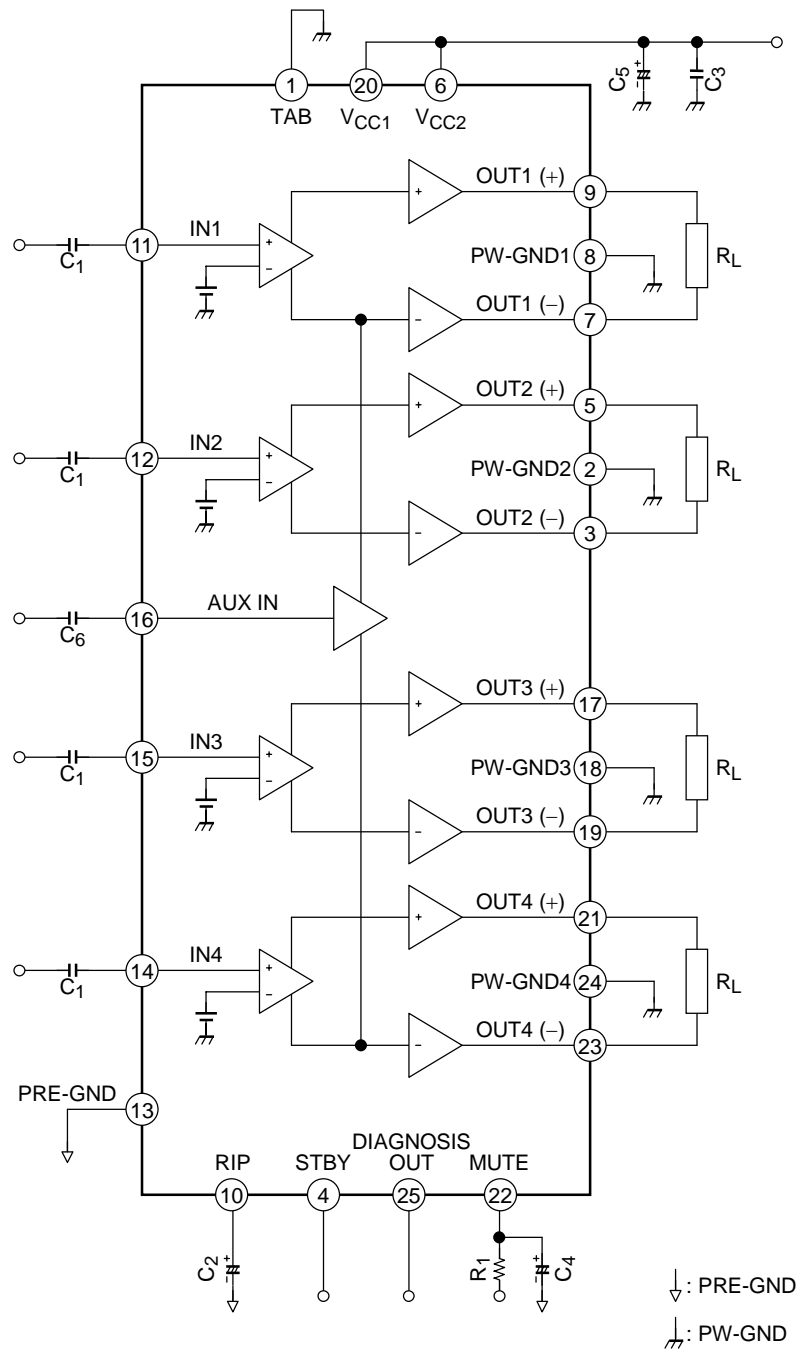 1
20
6
TAB
VCC1
VCC2
C5
+
-
C3
OUT1 (+)
9
+
IN1
11
C1
+
−
PW-GND1
8
RL
OUT1 (−)
7
−
OUT2 (+)
5
+
IN2
12
C1
+
−
PW-GND2
2
RL
OUT2 (−)
3
−
AUX IN
16
C6
OUT3 (+)
17
+
IN3
15
C1
+
−
PW-GND3
18
RL
OUT3 (−)
19
−
OUT4 (+)
21
+
IN4
14
C1
+
−
PW-GND4
24
RL
OUT4 (−)
23
−
PRE-GND
13
RIP
STBY
DIAGNOSIS
OUT
MUTE
10
4
25
22
C2
+
-
R1
C4
+
-
: PRE-GND
: PW-GND